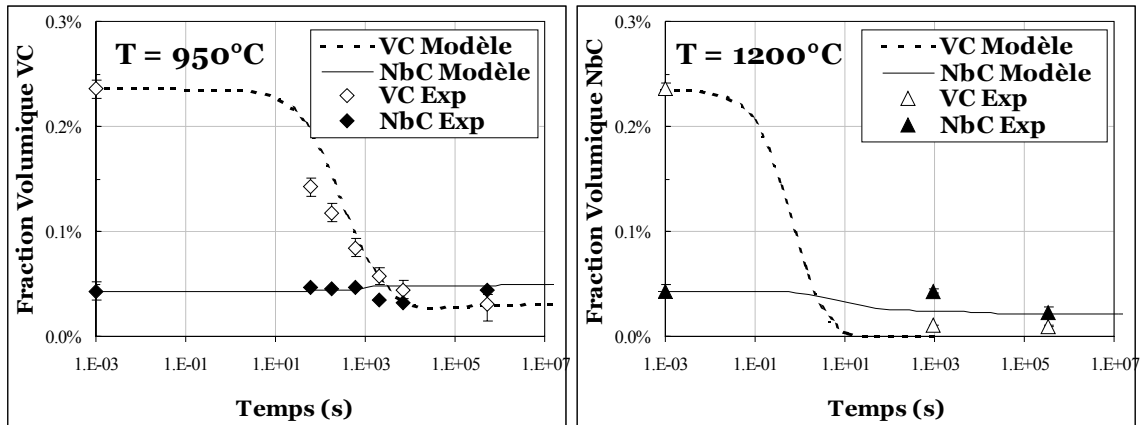 Fraction Volumique VC
0.3%
0.2%
0.1%
0.0%
T = 950°C
VC Modèle
NbC Modèle
VC Exp
NbC Exp
1.E-03 1.E-01 1.E+01 1.E+03 1.E+05 1.E+07
Temps (s)
Fraction Volumique NbC
0.3%
0.2%
0.1%
0.0%
T = 1200°C
VC Modèle
NbC Modèle
VC Exp
NbC Exp
1.E-03 1.E-01 1.E+01 1.E+03 1.E+05 1.E+07
Temps (s)